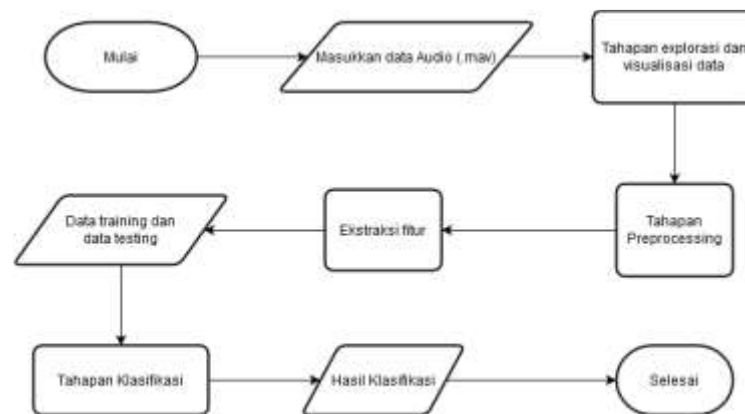 Mulai
Masukkan data Audio (.mav)
Tahapan explorasi dan
visualisasi data
Tahapan
Preprocessing
Ekstraksi fitur
Data training dan
data testing
Tahapan Klasifikasi
Hasil Klasifikasi
Selesai